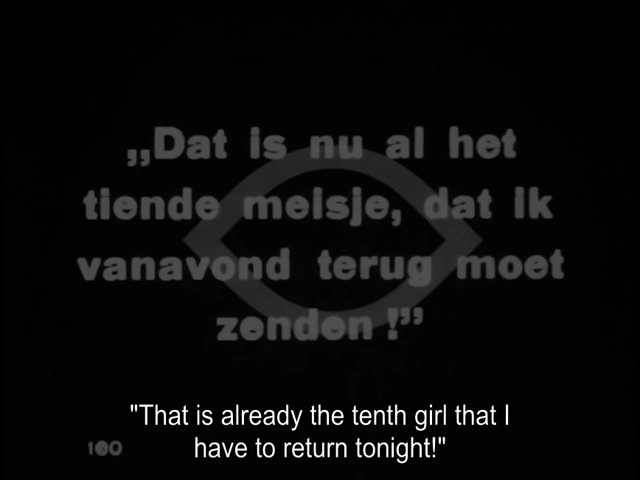 „Dat is nu al het
tiende meisje, dat ik
vanavond terug moet
zenden !”
"That is already the tenth girl that I
100
have to return tonight!"